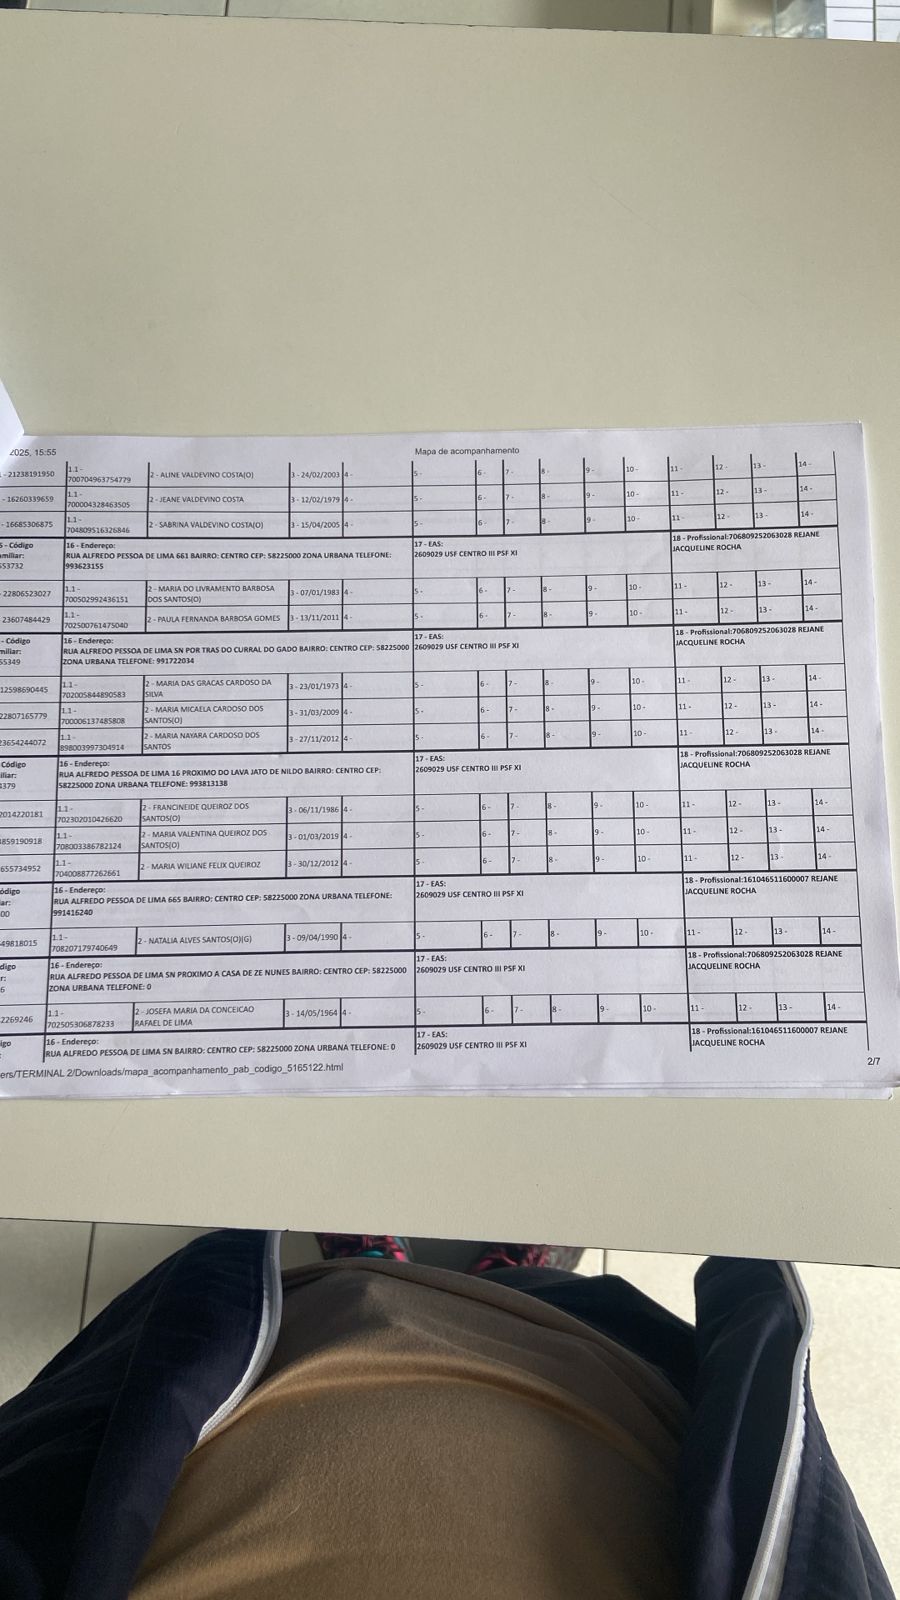 2025, 15:55 Mapa de acompanhamento
- 21238191950 1.1- 700704963754779 2 - ALINE VALDEVINO COSTA(O) 3 - 24/02/2003 4 - 5 - 6 - 7 - 8 - 9 - 10 - 11 - 12 - 13 - 14 -
- 16260339659 1.1- 700004328463505 2 - JEANE VALDEVINO COSTA 3 - 12/02/1979 4 - 5 - 6 - 7 - 8 - 9 - 10 - 11 - 12 - 13 - 14 -
- 16685306875 1.1- 704809516326846 2 - SABRINA VALDEVINO COSTA(O) 3 - 15/04/2005 4 - 5 - 6 - 7 - 8 - 9 - 10 - 11 - 12 - 13 - 14 -
5 - Código 16 - Endereço: 17 - EAS: 18 - Profissional:706809252063028 REJANE
amiliar: RUA ALFREDO PESSOA DE LIMA 661 BAIRRO: CENTRO CEP: 58225000 ZONA URBANA TELEFONE: 2609029 USF CENTRO III PSF XI JACQUELINE ROCHA
53732 993623155
- 22806523027 1.1- 700502992436151 2 - MARIA DO LIVRAMENTO BARBOSA DOS SANTOS(O) 3 - 07/01/1983 4 - 5 - 6 - 7 - 8 - 9 - 10 - 11 - 12 - 13 - 14 -
23607484429 1.1- 702500761475040 2 - PAULA FERNANDA BARBOSA GOMES 3 - 13/11/2011 4 - 5 - 6 - 7 - 8 - 9 - 10 - 11 - 12 - 13 - 14 -
- Código 16 - Endereço: 17 - EAS: 18 - Profissional:706809252063028 REJANE
miliar: RUA ALFREDO PESSOA DE LIMA SN POR TRAS DO CURRAL DO GADO BAIRRO: CENTRO CEP: 58225000 2609029 USF CENTRO III PSF XI JACQUELINE ROCHA
55349 ZONA URBANA TELEFONE: 991722034
12598690445 1.1- 702005844890583 2 - MARIA DAS GRACAS CARDOSO DA SILVA 3 - 23/01/1973 4 - 5 - 6 - 7 - 8 - 9 - 10 - 11 - 12 - 13 - 14 -
22807165779 1.1- 700006137485808 2 - MARIA MICAELA CARDOSO DOS SANTOS(O) 3 - 31/03/2009 4 - 5 - 6 - 7 - 8 - 9 - 10 - 11 - 12 - 13 - 14 -
23654244072 1.1- 898003997304914 2 - MARIA NAYARA CARDOSO DOS SANTOS 3 - 27/11/2012 4 - 5 - 6 - 7 - 8 - 9 - 10 - 11 - 12 - 13 - 14 -
Código 16 - Endereço: 17 - EAS: 18 - Profissional:706809252063028 REJANE
iliar: RUA ALFREDO PESSOA DE LIMA 16 PROXIMO DO LAVA JATO DE NILDO BAIRRO: CENTRO CEP: 2609029 USF CENTRO III PSF XI JACQUELINE ROCHA
4379 58225000 ZONA URBANA TELEFONE: 993813138
2014220181 1.1- 702302010426620 2 - FRANCINEIDE QUEIROZ DOS SANTOS(O) 3 - 06/11/1986 4 - 5 - 6 - 7 - 8 - 9 - 10 - 11 - 12 - 13 - 14 -
859190918 1.1- 708003386782124 2 - MARIA VALENTINA QUEIROZ DOS SANTOS(O) 3 - 01/03/2019 4 - 5 - 6 - 7 - 8 - 9 - 10 - 11 - 12 - 13 - 14 -
655734952 1.1- 704008877262661 2 - MARIA WILIANE FELIX QUEIROZ 3 - 30/12/2012 4 - 5 - 6 - 7 - 8 - 9 - 10 - 11 - 12 - 13 - 14 -
ódigo 16 - Endereço: 17 - EAS: 18 - Profissional:161046511600007 REJANE
ar: RUA ALFREDO PESSOA DE LIMA 665 BAIRRO: CENTRO CEP: 58225000 ZONA URBANA TELEFONE: 2609029 USF CENTRO III PSF XI JACQUELINE ROCHA
00 991416240
49818015 1.1- 708207179740649 2 - NATALIA ALVES SANTOS(O)(G) 3 - 09/04/1990 4 - 5 - 6 - 7 - 8 - 9 - 10 - 11 - 12 - 13 - 14 -
digo 16 - Endereço: 17 - EAS: 18 - Profissional:706809252063028 REJANE
r: RUA ALFREDO PESSOA DE LIMA SN PROXIMO A CASA DE ZE NUNES BAIRRO: CENTRO CEP: 58225000 2609029 USF CENTRO III PSF XI JACQUELINE ROCHA
6 ZONA URBANA TELEFONE: 0
2269246 1.1- 702505306878233 2 - JOSEFA MARIA DA CONCEICAO RAFAEL DE LIMA 3 - 14/05/1964 4 - 5 - 6 - 7 - 8 - 9 - 10 - 11 - 12 - 13 - 14 -
igo 16 - Endereço: 17 - EAS: 18 - Profissional:161046511600007 REJANE
: RUA ALFREDO PESSOA DE LIMA SN BAIRRO: CENTRO CEP: 58225000 ZONA URBANA TELEFONE: 0 2609029 USF CENTRO III PSF XI JACQUELINE ROCHA
ers/TERMINAL 2/Downloads/mapa_acompanhamento_pab_codigo_5165122.html 2/7